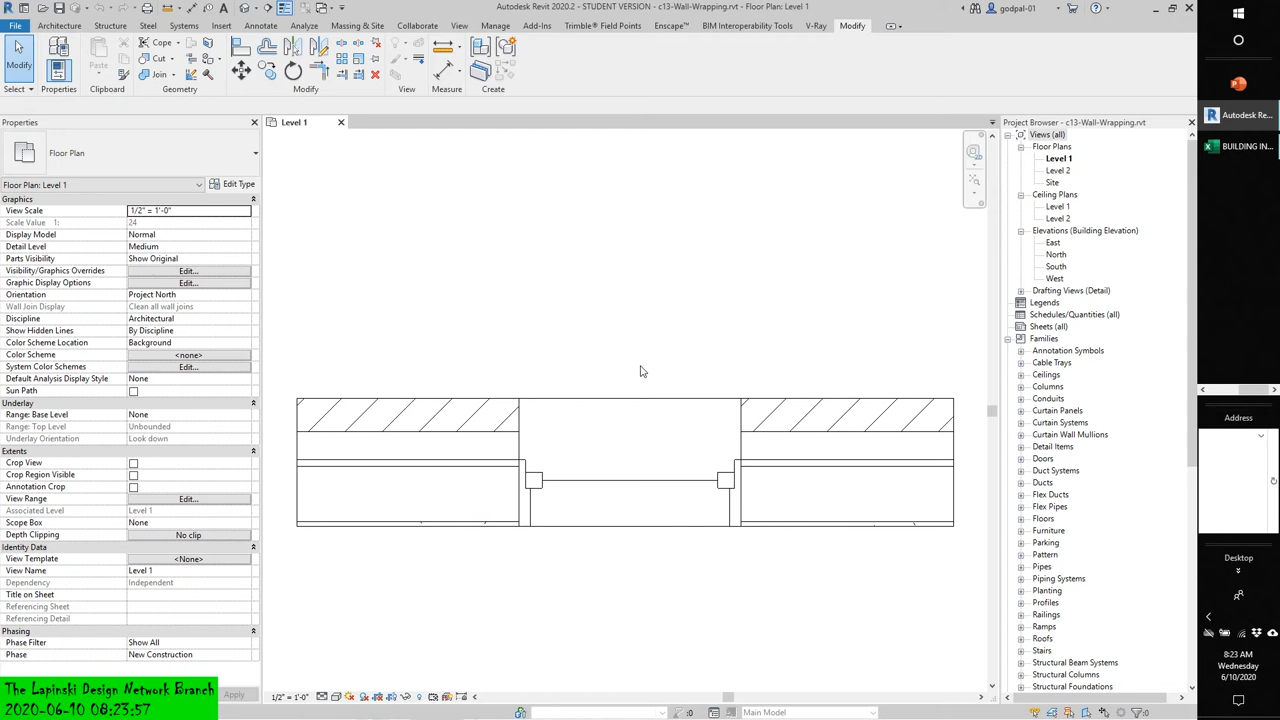 Autodesk Revit 2020.2 - STUDENT VERSION - c13-Wall-Wrapping.rvt - Floor Plan: Level 1
godpal-01
File Architecture Structure Steel Systems Insert Annotate Analyze Massing & Site Collaborate View Manage Add-Ins Trimble® Field Points Enscape™ BIM Interoperability Tools V-Ray Modify
Modify
Properties
Paste
Cope
Cut
Join
Select Properties Clipboard Geometry Modify View Measure Create
Properties
Floor Plan
Floor Plan: Level 1
Edit Type
Graphics
View Scale 1/2" = 1'-0"
Scale Value 1: 24
Display Model Normal
Detail Level Medium
Parts Visibility Show Original
Visibility/Graphics Overrides Edit...
Graphic Display Options Edit...
Orientation Project North
Wall Join Display Clean all wall joins
Discipline Architectural
Show Hidden Lines By Discipline
Color Scheme Location Background
Color Scheme <none>
System Color Schemes Edit...
Default Analysis Display Style None
Sun Path
Underlay
Range: Base Level None
Range: Top Level Unbounded
Underlay Orientation Look down
Extents
Crop View
Crop Region Visible
Annotation Crop
View Range Edit...
Associated Level Level 1
Scope Box None
Depth Clipping No clip
Identity Data
View Template <None>
View Name Level 1
Dependency Independent
Title on Sheet
Referencing Sheet
Referencing Detail
Phasing
Phase Filter Show All
Phase New Construction
Apply
The Lapinski Design Network Branch
2020-06-10 08:23:57
Level 1
1/2" = 1'-0"
:0
Main Model
:0
Project Browser - c13-Wall-Wrapping.rvt
Views (all)
Floor Plans
Level 1
Level 2
Site
Ceiling Plans
Level 1
Level 2
Elevations (Building Elevation)
East
North
South
West
Drafting Views (Detail)
Legends
Schedules/Quantities (all)
Sheets (all)
Families
Annotation Symbols
Cable Trays
Ceilings
Columns
Conduits
Curtain Panels
Curtain Systems
Curtain Wall Mullions
Detail Items
Doors
Duct Systems
Ducts
Flex Ducts
Flex Pipes
Floors
Furniture
Parking
Pattern
Pipes
Piping Systems
Planting
Profiles
Railings
Ramps
Roofs
Stairs
Structural Beam Systems
Structural Columns
Structural Foundations
Autodesk Re...
BUILDING IN...
Address
Desktop
8:23 AM
Wednesday
6/10/2020